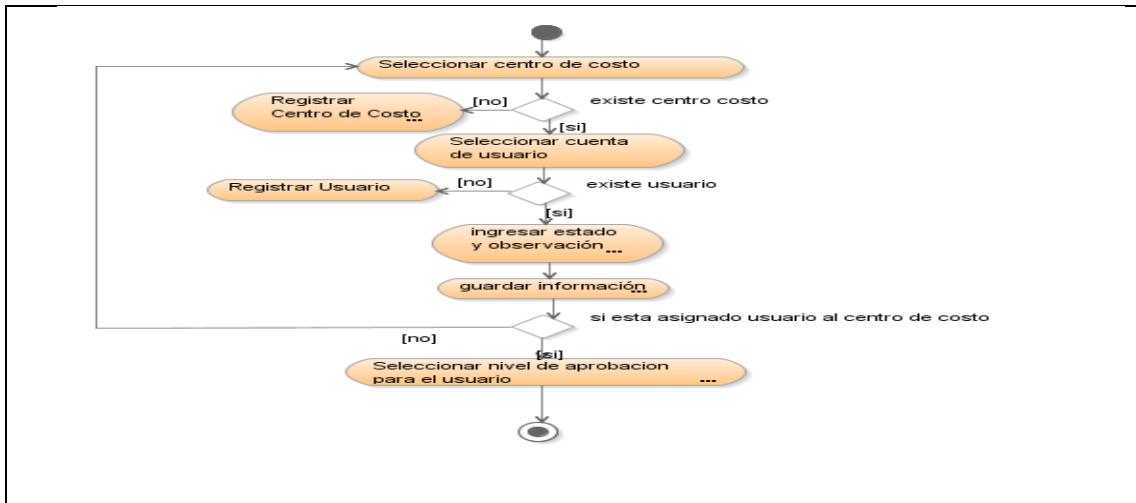 Seleccionar centro de costo
Registrar
Centro de Costo
...
[no]
existe centro costo
[si]
Seleccionar cuenta
de usuario
Registrar Usuario
[no]
existe usuario
[si]
ingresar estado
y observación
...
guardar información
...
si esta asignado usuario al centro de costo
[no]
[si]
Seleccionar nivel de aprobacion
para el usuario
...